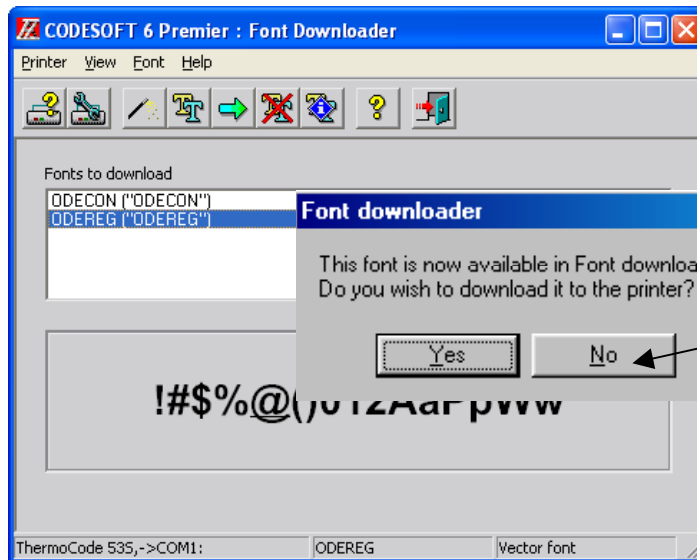 CODESOFT 6 Premier : Font Downloader
Printer View Font Help
Fonts to download
ODECON ("ODECON")
ODEREG ("ODEREG")
Font downloader
This font is now available in Font downloa
Do you wish to download it to the printer?
Yes No
!#$%@()012AaPpWw
ThermoCode 53S,->COM1: ODEREG Vector font